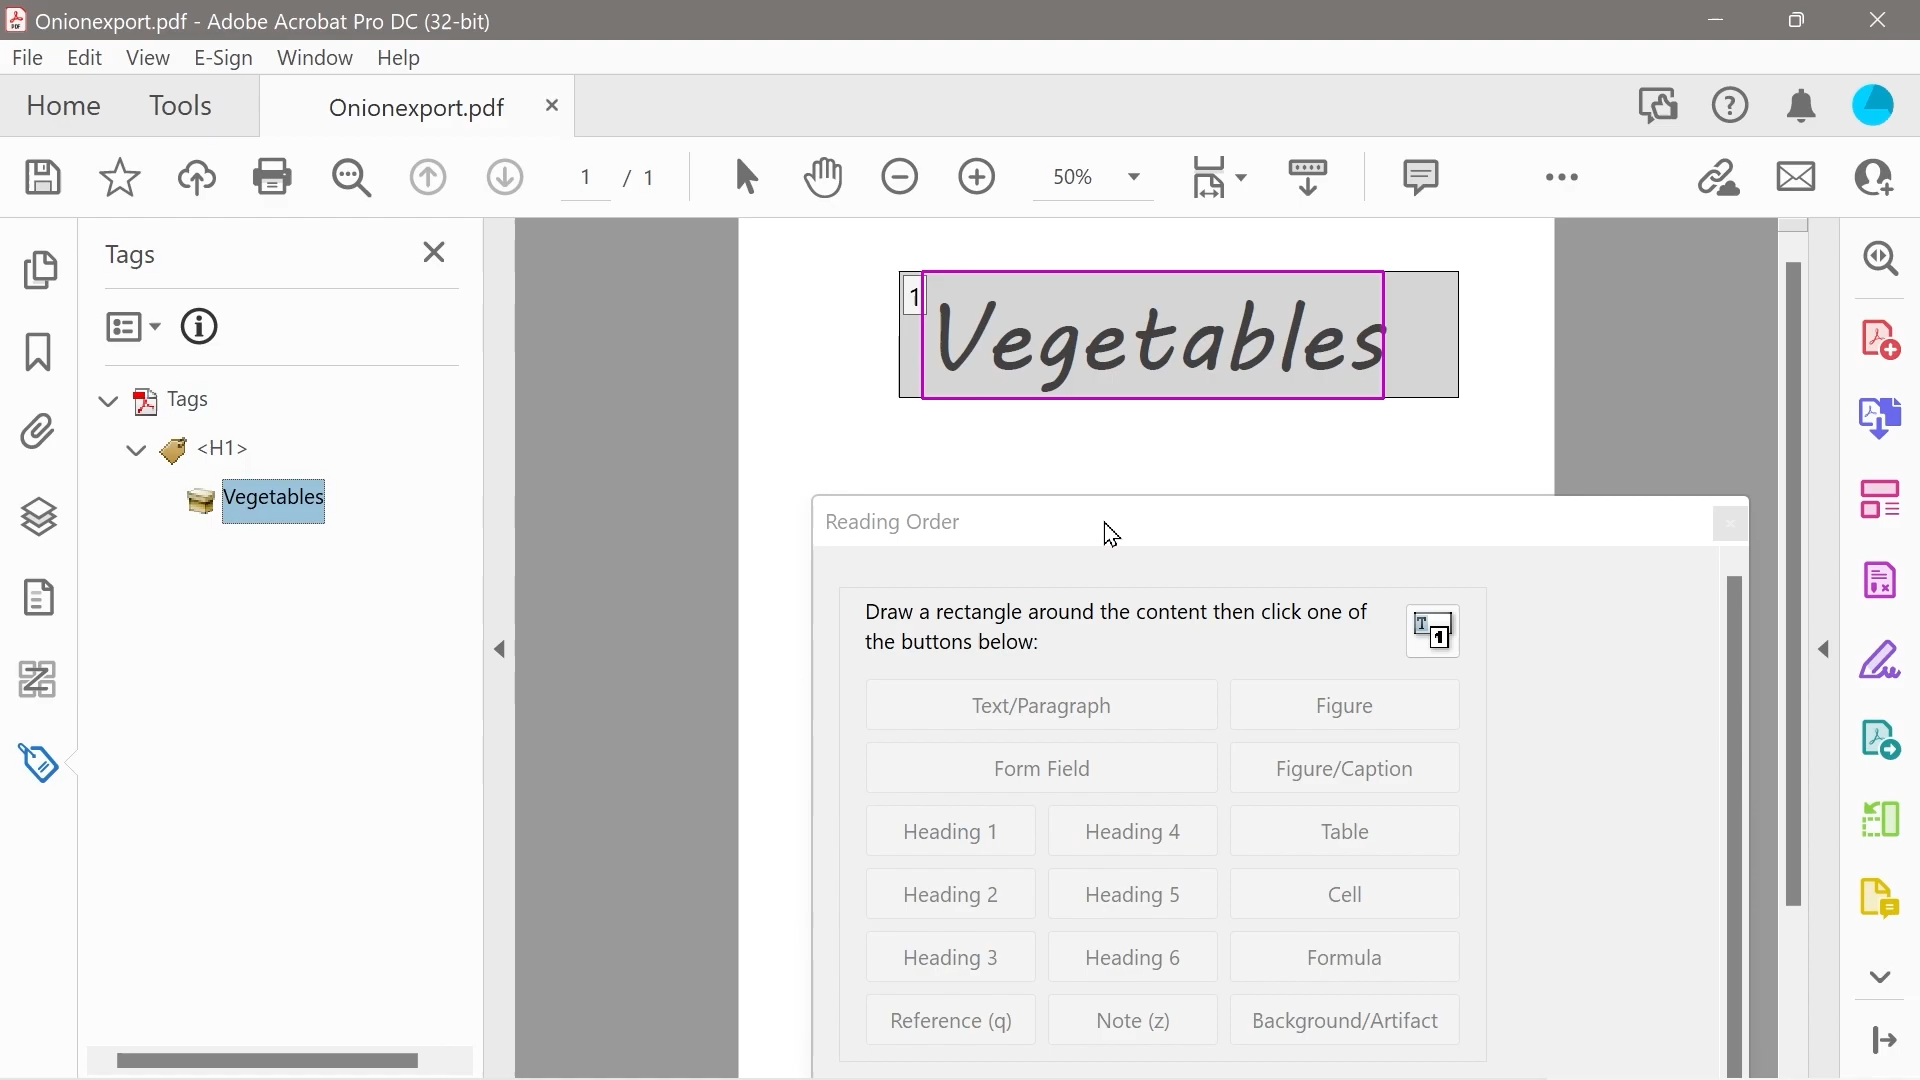 Onionexport.pdf - Adobe Acrobat Pro DC (32-bit)
File Edit View E-Sign Window Help
Home Tools Onionexport.pdf
1 / 1 50%
Tags
Tags
<H1>
Vegetables
1 Vegetables
Reading Order
Draw a rectangle around the content then click one of
the buttons below:
T 1
Text/Paragraph Figure
Form Field Figure/Caption
Heading 1 Heading 4 Table
Heading 2 Heading 5 Cell
Heading 3 Heading 6 Formula
Reference (q) Note (z) Background/Artifact